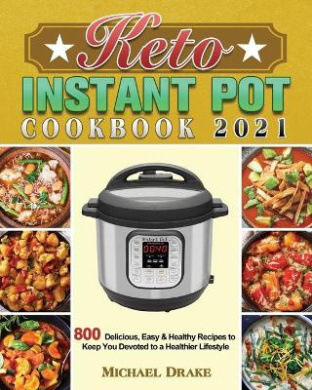 Keto
INSTANT POT
COOKBOOK 2021
800 Delicious, Easy & Healthy Recipes to
Keep You Devoted to a Healthier Lifestyle
MICHAEL DRAKE